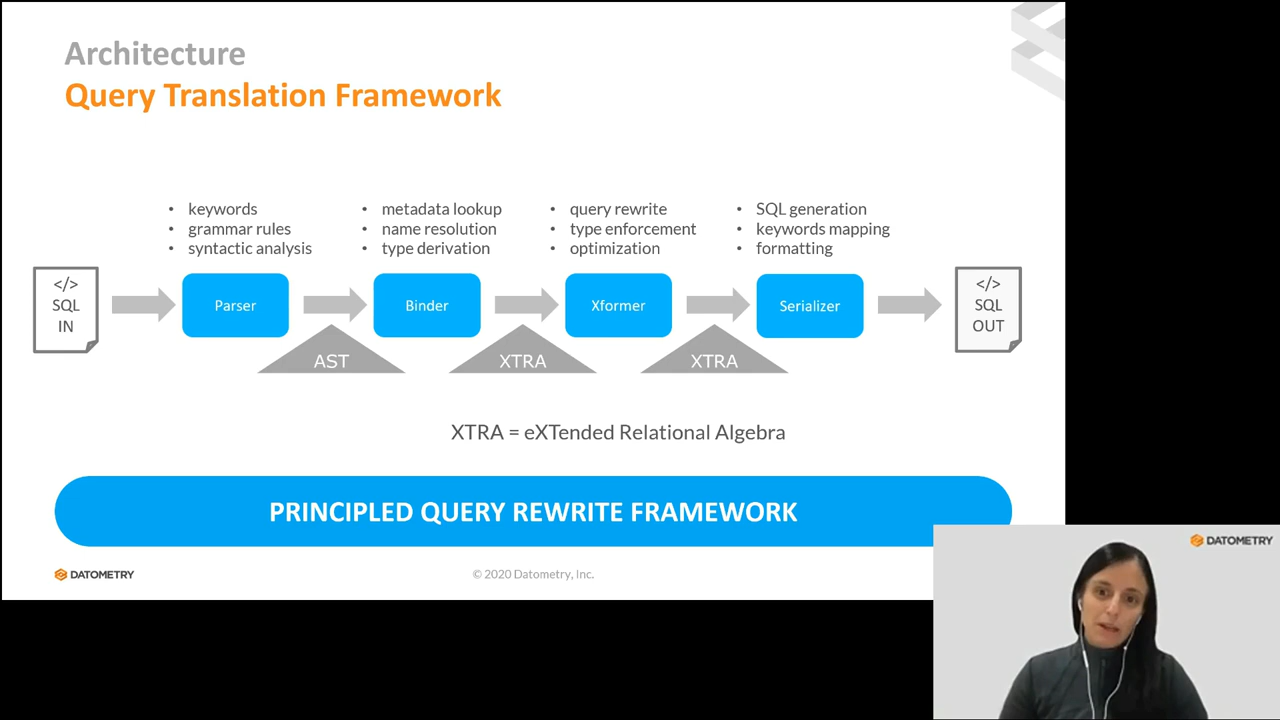 Architecture
Query Translation Framework
• keywords
• grammar rules
• syntactic analysis
• metadata lookup
• name resolution
• type derivation
• query rewrite
• type enforcement
• optimization
• SQL generation
• keywords mapping
• formatting
</>
SQL
IN
Parser
Binder
Xformer
Serializer
</>
SQL
OUT
AST
XTRA
XTRA
XTRA = eXTended Relational Algebra
PRINCIPLED QUERY REWRITE FRAMEWORK
DATOMETRY
© 2020 Datometry, Inc.
DATOMETRY